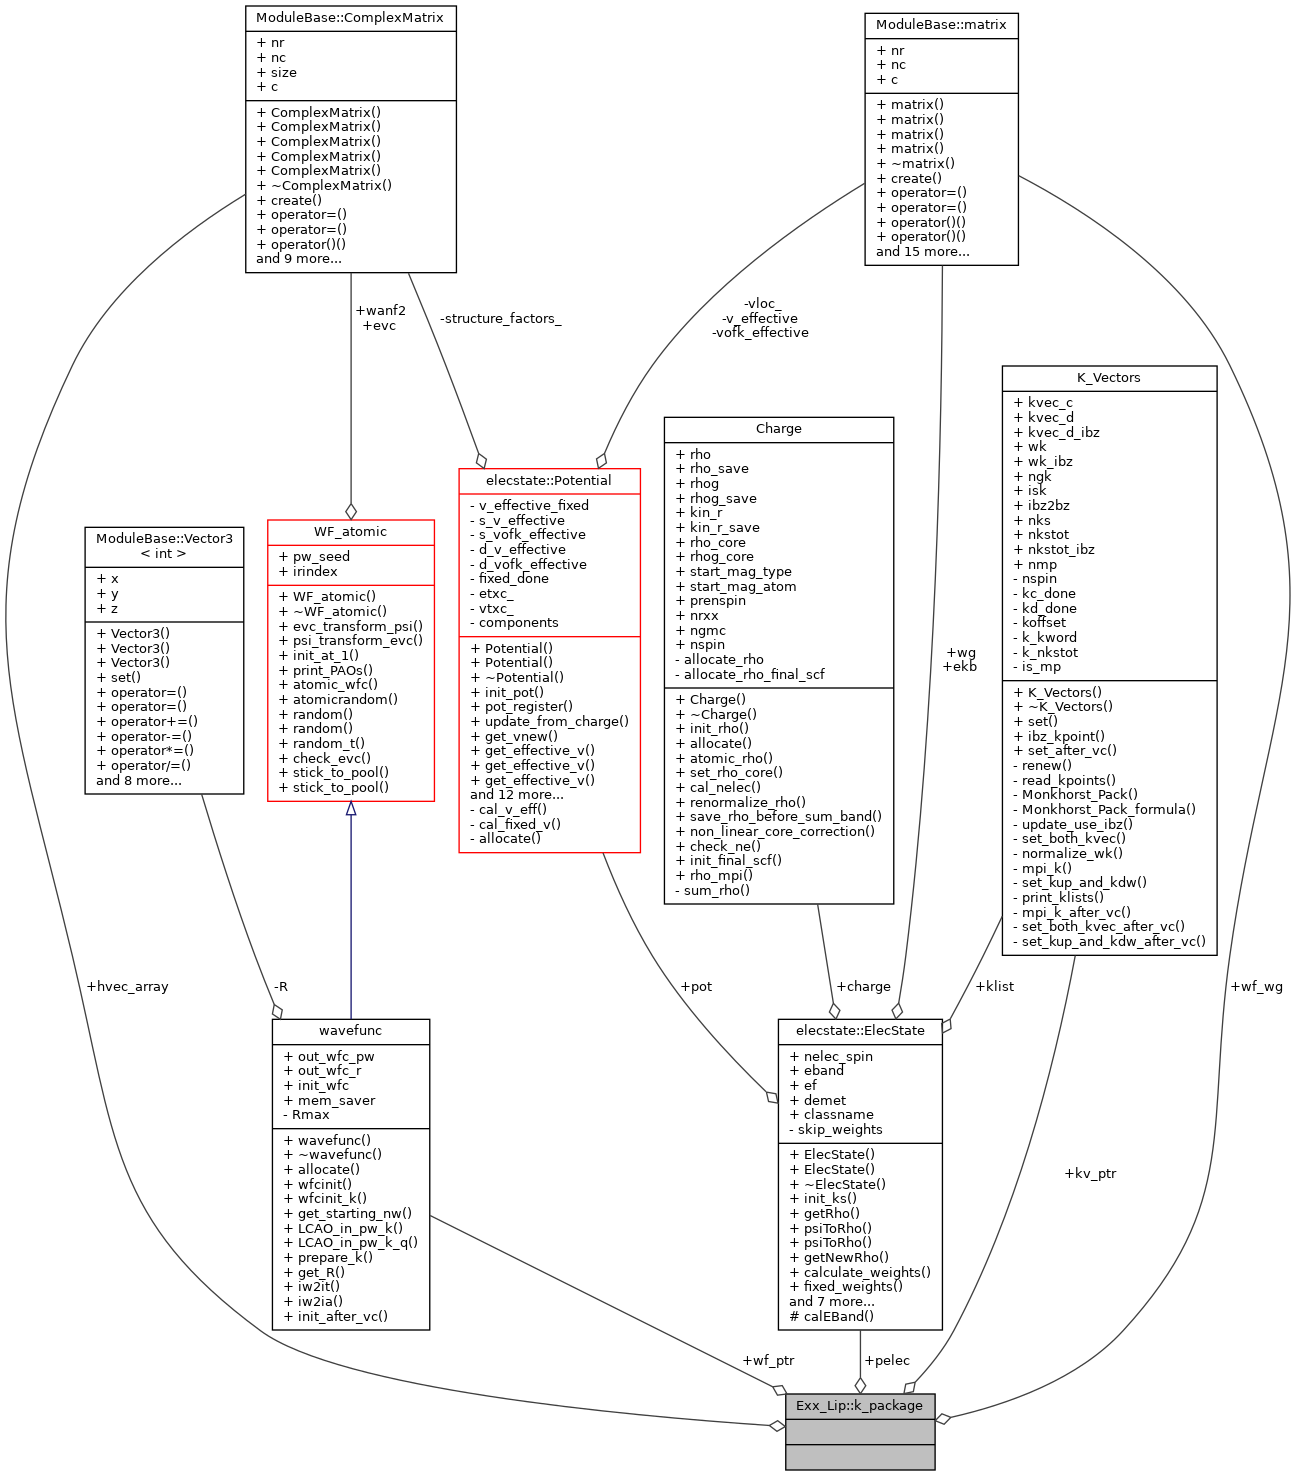 ModuleBase::ComplexMatrix
+ nr
+ nc
+ size
+ c
+ ComplexMatrix()
+ ComplexMatrix()
+ ComplexMatrix()
+ ComplexMatrix()
+ ComplexMatrix()
+ ~ComplexMatrix()
+ create()
+ operator=()
+ operator=()
+ operator()()
and 9 more...
ModuleBase::matrix
+ nr
+ nc
+ c
+ matrix()
+ matrix()
+ matrix()
+ matrix()
+ ~matrix()
+ create()
+ operator=()
+ operator=()
+ operator()()
+ operator()()
and 15 more...
+wanf2
+evc
-structure_factors_
-vloc_
-v_effective
-vofk_effective
K_Vectors
+ kvec_c
+ kvec_d
+ kvec_d_ibz
+ wk
+ wk_ibz
+ ngk
+ isk
+ ibz2bz
+ nks
+ nkstot
+ nkstot_ibz
+ nmp
- nspin
- kc_done
- kd_done
- koffset
- k_kword
- k_nkstot
- is_mp
+ K_Vectors()
+ ~K_Vectors()
+ set()
+ ibz_kpoint()
+ set_after_vc()
- renew()
- read_kpoints()
- Monkhorst_Pack()
- Monkhorst_Pack_formula()
- update_use_ibz()
- set_both_kvec()
- normalize_wk()
- mpi_k()
- set_kup_and_kdw()
- print_klists()
- mpi_k_after_vc()
- set_both_kvec_after_vc()
- set_kup_and_kdw_after_vc()
Charge
+ rho
+ rho_save
+ rhog
+ rhog_save
+ kin_r
+ kin_r_save
+ rho_core
+ rhog_core
+ start_mag_type
+ start_mag_atom
+ prenspin
+ nrxx
+ ngmc
+ nspin
- allocate_rho
- allocate_rho_final_scf
+ Charge()
+ ~Charge()
+ init_rho()
+ allocate()
+ atomic_rho()
+ set_rho_core()
+ cal_nelec()
+ renormalize_rho()
+ save_rho_before_sum_band()
+ non_linear_core_correction()
+ check_ne()
+ init_final_scf()
+ rho_mpi()
- sum_rho()
elecstate::Potential
- v_effective_fixed
- s_v_effective
- s_vofk_effective
- d_v_effective
- d_vofk_effective
- fixed_done
- etxc_
- vtxc_
- components
+ Potential()
+ Potential()
+ ~Potential()
+ init_pot()
+ pot_register()
+ update_from_charge()
+ get_vnew()
+ get_effective_v()
+ get_effective_v()
+ get_effective_v()
and 12 more...
- cal_v_eff()
- cal_fixed_v()
- allocate()
WF_atomic
+ pw_seed
+ irindex
+ WF_atomic()
+ ~WF_atomic()
+ evc_transform_psi()
+ psi_transform_evc()
+ init_at_1()
+ print_PAOs()
+ atomic_wfc()
+ atomicrandom()
+ random()
+ random()
+ random_t()
+ check_evc()
+ stick_to_pool()
+ stick_to_pool()
ModuleBase::Vector3
< int >
+ x
+ y
+ z
+ Vector3()
+ Vector3()
+ Vector3()
+ set()
+ operator=()
+ operator=()
+ operator+=()
+ operator-=()
+ operator*=()
+ operator/=()
and 8 more...
+wg
+ekb
+hvec_array
-R
+pot
+charge
+klist
+wf_wg
wavefunc
+ out_wfc_pw
+ out_wfc_r
+ init_wfc
+ mem_saver
- Rmax
+ wavefunc()
+ ~wavefunc()
+ allocate()
+ wfcinit()
+ wfcinit_k()
+ get_starting_nw()
+ LCAO_in_pw_k()
+ LCAO_in_pw_k_q()
+ prepare_k()
+ get_R()
+ iw2it()
+ iw2ia()
+ init_after_vc()
elecstate::ElecState
+ nelec_spin
+ eband
+ ef
+ demet
+ classname
- skip_weights
+ ElecState()
+ ElecState()
+ ~ElecState()
+ init_ks()
+ getRho()
+ psiToRho()
+ psiToRho()
+ getNewRho()
+ calculate_weights()
+ fixed_weights()
and 7 more...
# calEBand()
+kv_ptr
+wf_ptr
+pelec
Exx_Lip::k_package